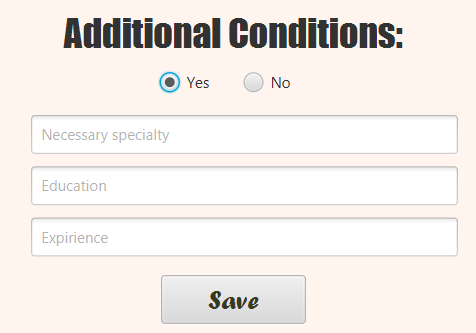 Additional Conditions:
Yes No
Necessary specialty
Education
Expirience
Save